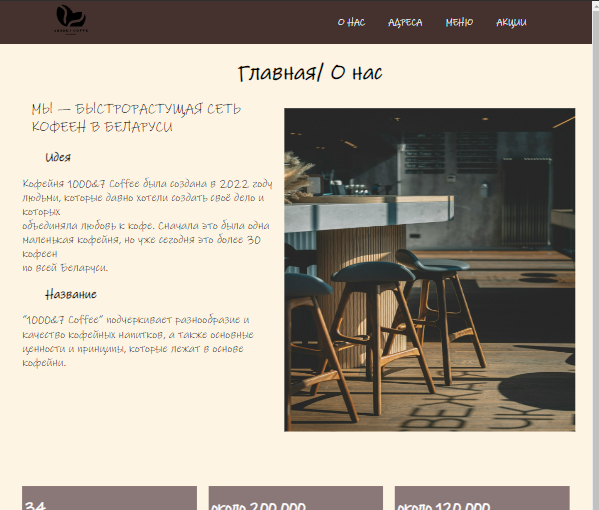 О НАС АДРЕСА МЕНЮ АКЦИИ
Главная/ О нас
МЫ — БЫСТРОРАСТУЩАЯ СЕТЬ
КОФЕЕН В БЕЛАРУСИ
Идея
Кофейня 1000&7 Coffee была создана в 2022 году
людьми, которые давно хотели создать своё дело и
которых
объединяла любовь к кофе. Сначала это была одна
маленькая кофейня, но уже сегодня это более 30
кофеен
по всей Беларуси.
Название
"1000&7 Coffee" подчеркивает разнообразие и
качество кофейных напитков, а также основные
ценности и принципы, которые лежат в основе
кофейни.
34 около 200 000 около 120 000